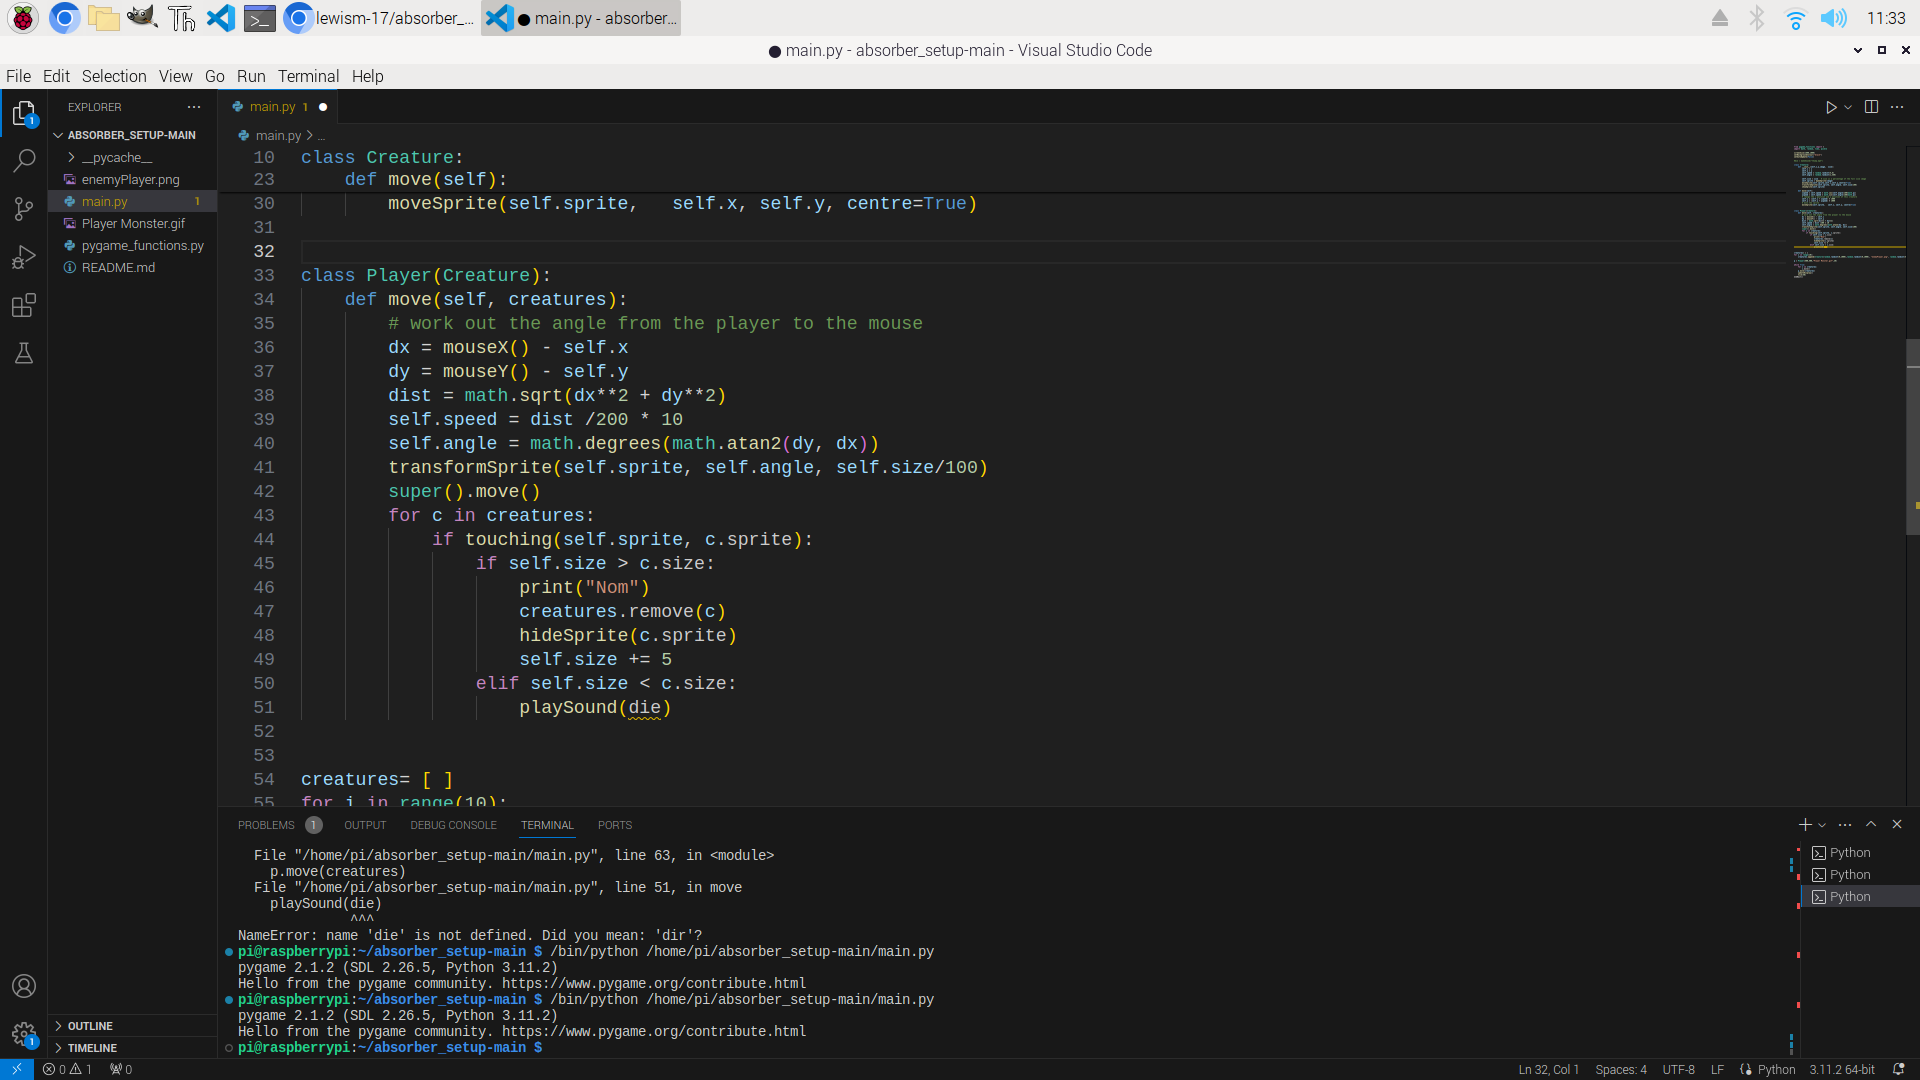 lewism-17/absorber_...
main.py - absorber...
11:33
main.py - absorber_setup-main - Visual Studio Code
File Edit Selection View Go Run Terminal Help
EXPLORER
ABSORBER_SETUP-MAIN
__pycache__
enemyPlayer.png
main.py 1
Player Monster.gif
pygame_functions.py
README.md
OUTLINE
TIMELINE
main.py 1
main.py > ...
10 class Creature:
23 def move(self):
30 moveSprite(self.sprite, self.x, self.y, centre=True)
31
32
33 class Player(Creature):
34 def move(self, creatures):
35 # work out the angle from the player to the mouse
36 dx = mouseX() - self.x
37 dy = mouseY() - self.y
38 dist = math.sqrt(dx**2 + dy**2)
39 self.speed = dist /200 * 10
40 self.angle = math.degrees(math.atan2(dy, dx))
41 transformSprite(self.sprite, self.angle, self.size/100)
42 super().move()
43 for c in creatures:
44 if touching(self.sprite, c.sprite):
45 if self.size > c.size:
46 print("Nom")
47 creatures.remove(c)
48 hideSprite(c.sprite)
49 self.size += 5
50 elif self.size < c.size:
51 playSound(die)
52
53
54 creatures= [ ]
55 for i in range(10):
PROBLEMS 1 OUTPUT DEBUG CONSOLE TERMINAL PORTS
File "/home/pi/absorber_setup-main/main.py", line 63, in <module>
p.move(creatures)
File "/home/pi/absorber_setup-main/main.py", line 51, in move
playSound(die)
^^^
NameError: name 'die' is not defined. Did you mean: 'dir'?
pi@raspberrypi:~/absorber_setup-main $ /bin/python /home/pi/absorber_setup-main/main.py
pygame 2.1.2 (SDL 2.26.5, Python 3.11.2)
Hello from the pygame community. https://www.pygame.org/contribute.html
pi@raspberrypi:~/absorber_setup-main $ /bin/python /home/pi/absorber_setup-main/main.py
pygame 2.1.2 (SDL 2.26.5, Python 3.11.2)
Hello from the pygame community. https://www.pygame.org/contribute.html
pi@raspberrypi:~/absorber_setup-main $
Python
Python
Python
0 1 0
Ln 32, Col 1 Spaces: 4 UTF-8 LF Python 3.11.2 64-bit